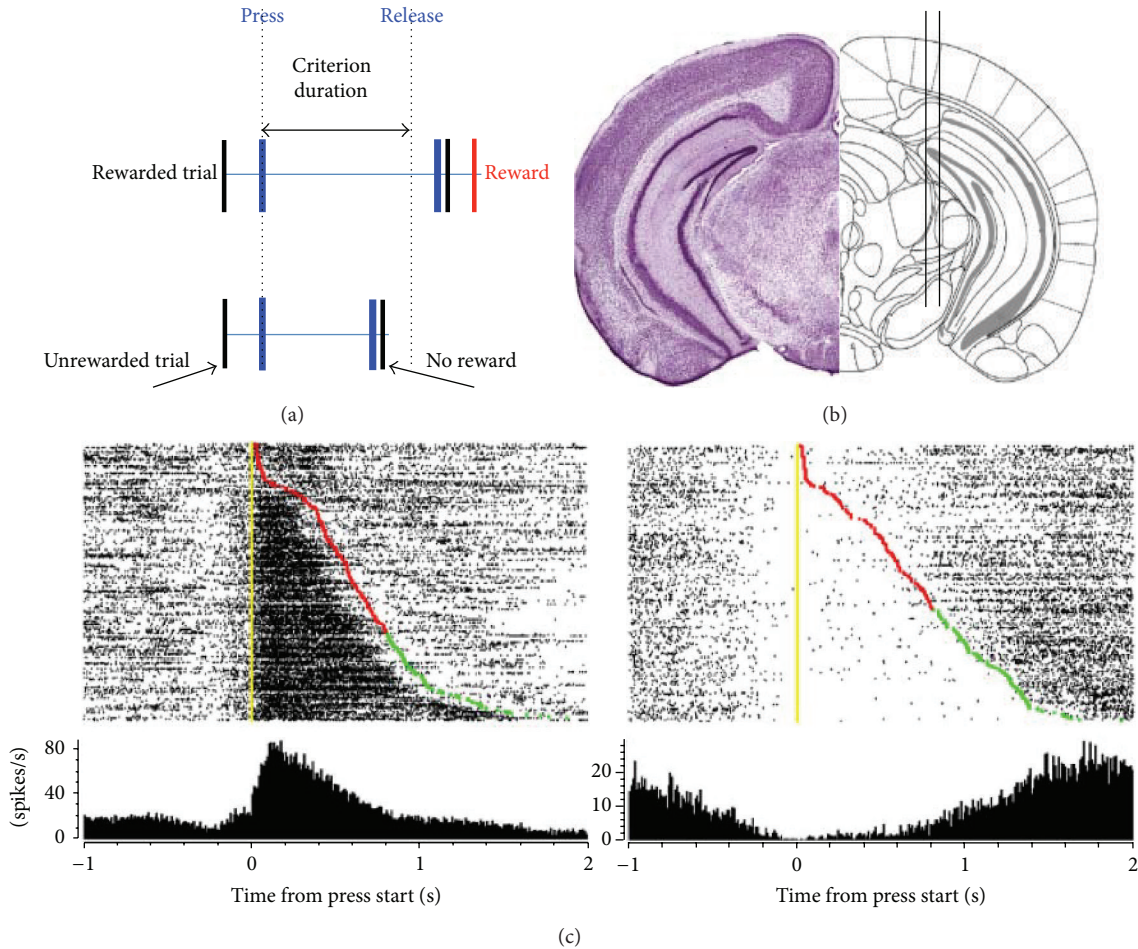 Press
Release
Criterion
duration
Rewarded trial
Reward
Unrewarded trial
No reward
(a)
(b)
(spikes/s)
80
40
0
−1
0
1
2
Time from press start (s)
20
10
0
−1
0
1
2
Time from press start (s)
(c)